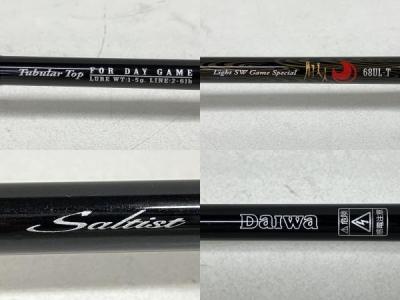 Tubular Top FOR DAY GAME
LURE WT:1-5g. LINE:2-6lb
Light SW Game Special 68UL-T
Saltist
Daiwa